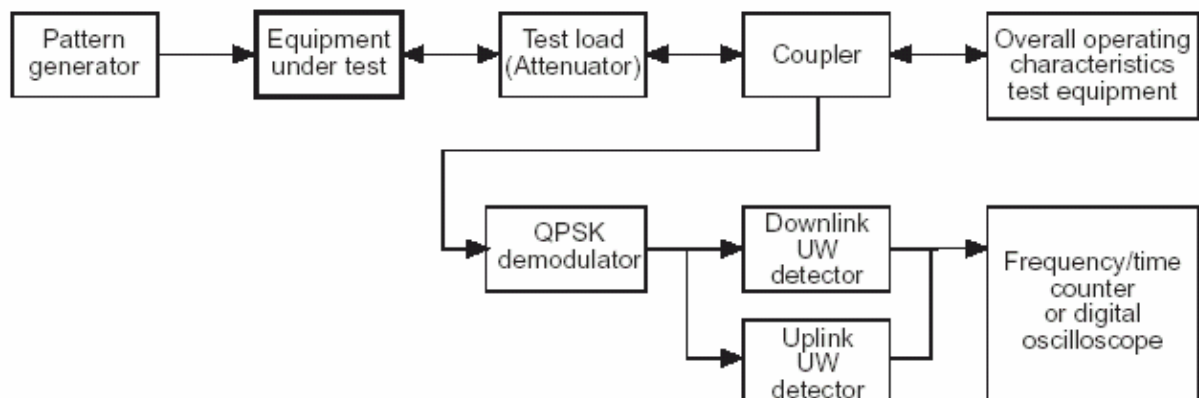 Pattern
generator
Equipment
under test
Test load
(Attenuator)
Coupler
Overall operating
characteristics
test equipment
QPSK
demodulator
Downlink
UW
detector
Uplink
UW
detector
Frequency/time
counter
or digital
oscilloscope